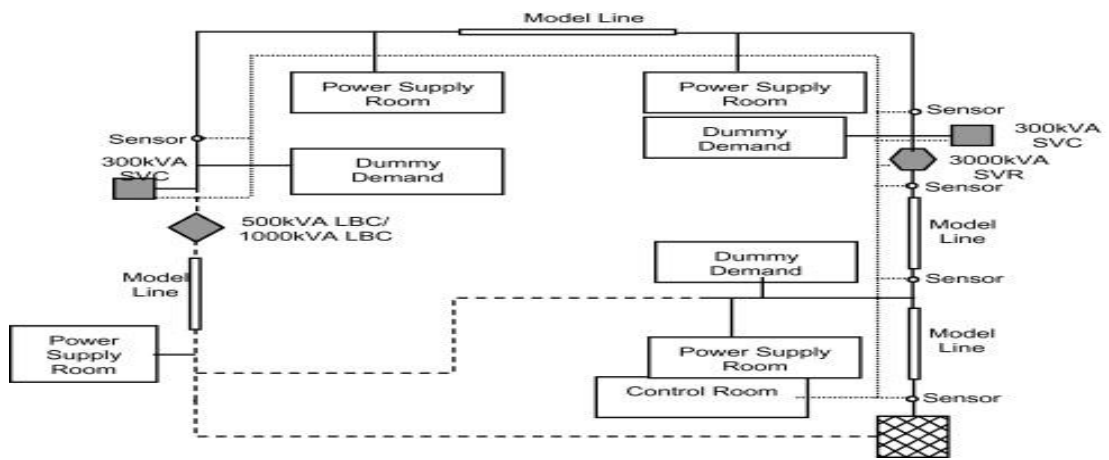 Model Line
Power Supply
Room
Power Supply
Room
Sensor
Sensor
Dummy
Demand
300kVA
SVC
300kVA
SVC
Dummy
Demand
3000kVA
SVR
Sensor
500kVA LBC/
1000kVA LBC
Model
Line
Dummy
Demand
Model
Line
Sensor
Power
Supply
Room
Power Supply
Room
Model
Line
Control Room
Sensor